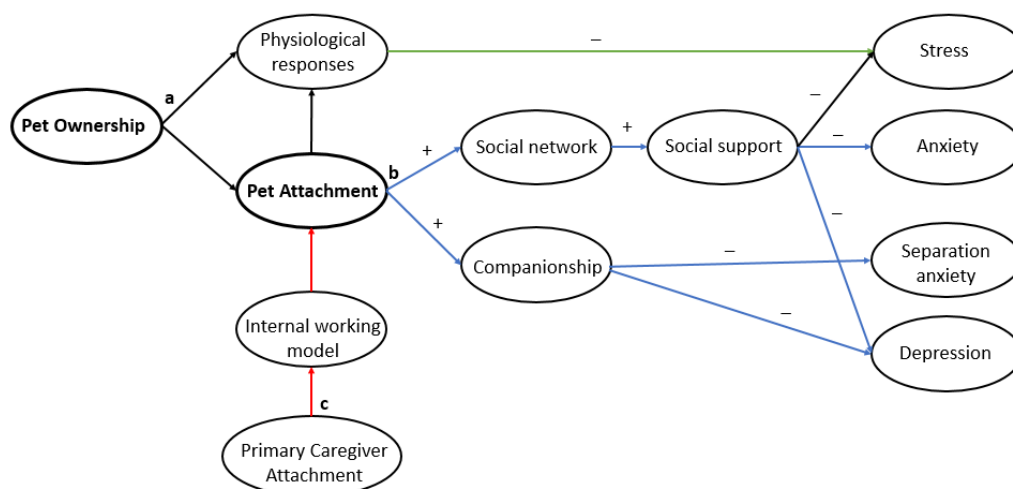 Physiological
responses
–
Stress
a
Pet Ownership
–
+
Social network
+
Social support
–
Anxiety
b
Pet Attachment
–
+
Companionship
–
Separation
anxiety
–
Internal working
model
Depression
c
Primary Caregiver
Attachment